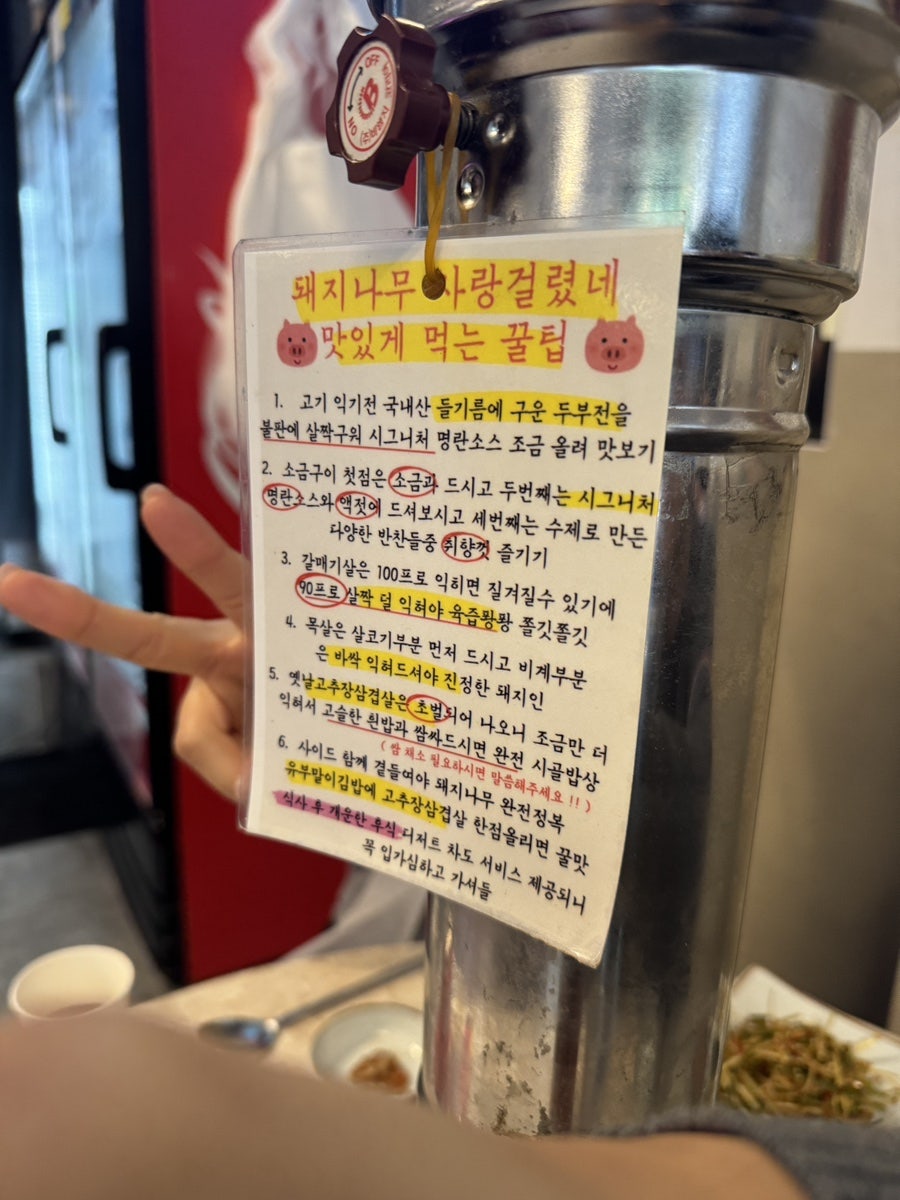 OFF
ON
돼지나무 사랑걸렸네
맛있게 먹는 꿀팁
1. 고기 익기전 국내산 들기름에 구운 두부전을
불판에 살짝구워 시그니처 명란소스 조금 올려 맛보기
2. 소금구이 첫점은 소금과 드시고 두번째는 시그니처
명란소스와 액젓에 드셔보시고 세번째는 수제로 만든
다양한 반찬들중 취향껏 즐기기
3. 갈매기살은 100프로 익히면 질겨질수 있기에
90프로 살짝 덜 익혀야 육즙팡팡 쫄깃쫄깃
4. 목살은 살코기부분 먼저 드시고 비계부분
은 바싹 익혀드셔야 진정한 돼지인
5. 옛날고추장삼겹살은 초벌되어 나오니 조금만 더
익혀서 고슬한 흰밥과 쌈싸드시면 완전 시골밥상
( 쌈 채소 필요하시면 말씀해주세요 !! )
6. 사이드 함께 곁들여야 돼지나무 완전정복
유부말이김밥에 고추장삼겹살 한점올리면 꿀맛
식사 후 개운한 후식 디저트 차도 서비스 제공되니
꼭 입가심하고 가셔들